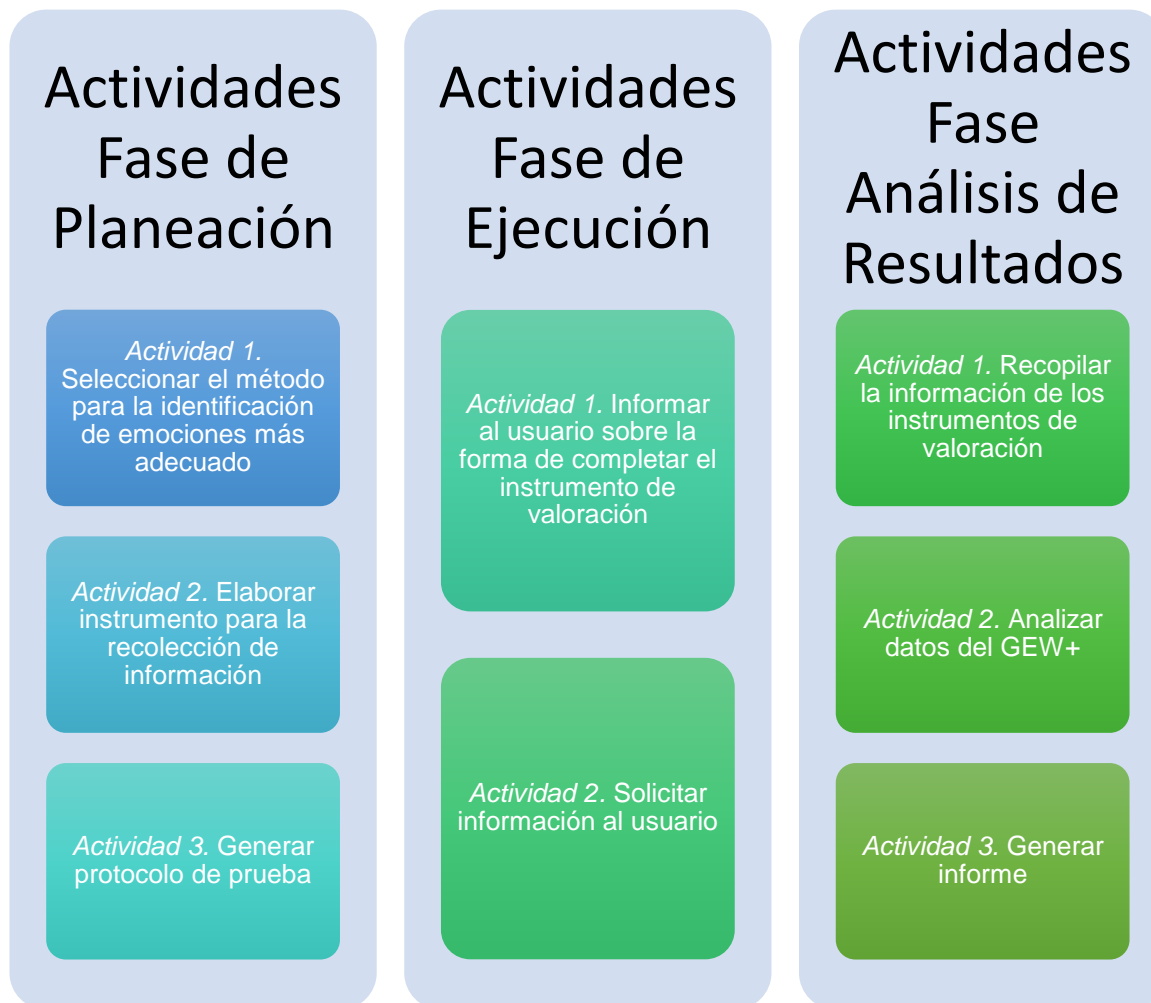 Actividades
Fase de
Planeación
Actividad 1.
Seleccionar el método
para la identificación
de emociones más
adecuado
Actividad 2. Elaborar
instrumento para la
recolección de
información
Actividad 3. Generar
protocolo de prueba
Actividades
Fase de
Ejecución
Actividad 1. Informar
al usuario sobre la
forma de completar el
instrumento de
valoración
Actividad 2. Solicitar
información al usuario
Actividades
Fase
Análisis de
Resultados
Actividad 1. Recopilar
la información de los
instrumentos de
valoración
Actividad 2. Analizar
datos del GEW+
Actividad 3. Generar
informe